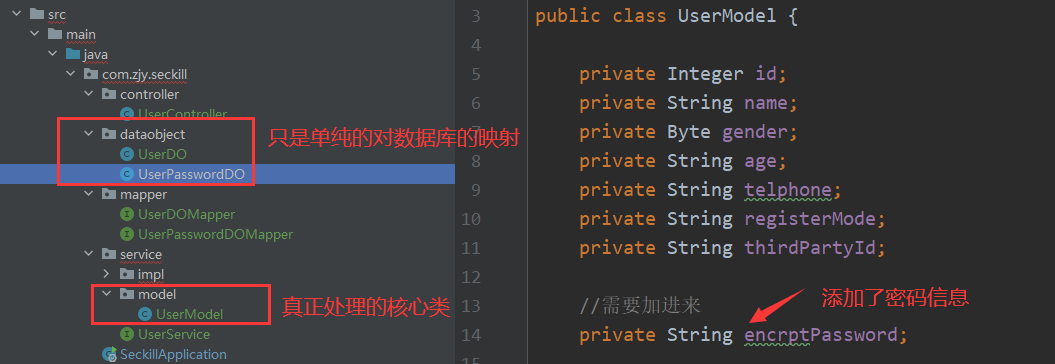 src
main
java
com.zjy.seckill
controller
UserController
dataobject
UserDO
UserPasswordDO
只是单纯的对数据库的映射
mapper
UserDOMapper
UserPasswordDOMapper
service
impl
model
UserModel
真正处理的核心类
UserService
SeckillApplication
3 public class UserModel {
4
5 private Integer id;
6 private String name;
7 private Byte gender;
8 private String age;
9 private String telphone;
10 private String registerMode;
11 private String thirdPartyId;
12
13 //需要加进来
添加了密码信息
14 private String encrptPassword;
15